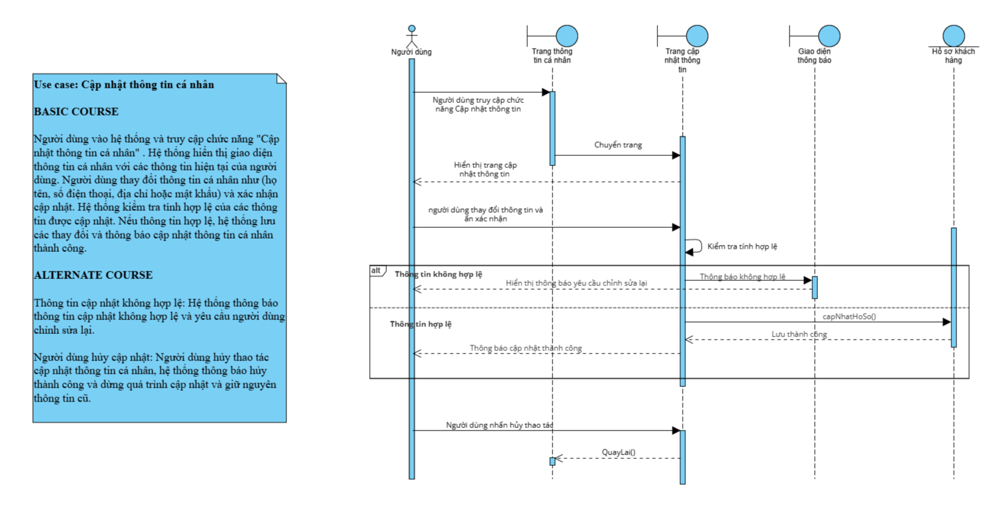 Use case: Cập nhật thông tin cá nhân
BASIC COURSE
Người dùng vào hệ thống và truy cập chức năng "Cập
nhật thông tin cá nhân" . Hệ thống hiển thị giao diện
thông tin cá nhân với các thông tin hiện tại của người
dùng. Người dùng thay đổi thông tin cá nhân như (họ
tên, số điện thoại, địa chỉ hoặc mật khẩu) và xác nhận
cập nhật. Hệ thống kiểm tra tính hợp lệ của các thông
tin được cập nhật. Nếu thông tin hợp lệ, hệ thống lưu
các thay đổi và thông báo cập nhật thông tin cá nhân
thành công.
ALTERNATE COURSE
Thông tin cập nhật không hợp lệ: Hệ thống thông báo
thông tin cập nhật không hợp lệ và yêu cầu người dùng
chỉnh sửa lại.
Người dùng hủy cập nhật: Người dùng hủy thao tác
cập nhật thông tin cá nhân, hệ thống thông báo hủy
thành công và dừng quá trình cập nhật và giữ nguyên
thông tin cũ.
Người dùng
Trang thông
tin cá nhân
Trang cập
nhật thông
tin
Giao diện
thông báo
Hồ sơ khách
hàng
Người dùng truy cập chức
năng Cập nhật thông tin
Chuyển trang
Hiển thị trang cập
nhật thông tin
người dùng thay đổi thông tin và
ấn xác nhận
Kiểm tra tính hợp lệ
alt
Thông tin không hợp lệ
Thông báo không hợp lê
Hiển thị thông báo yêu cầu chỉnh sửa lại
Thông tin hợp lệ
capNhatHoSo()
Lưu thành công
Thông báo cập nhật thành công
Người dùng nhấn hủy thao tác
QuayLai()